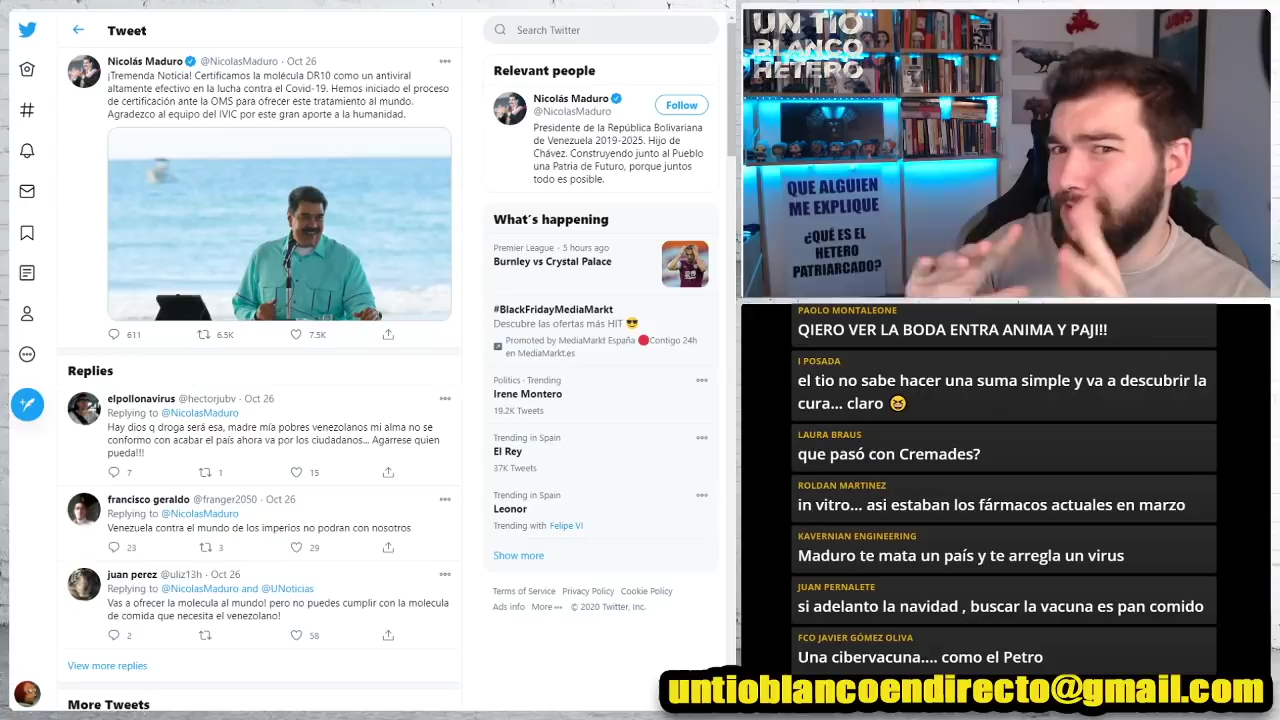 Tweet
Nicolás Maduro @NicolasMaduro · Oct 26
¡Tremenda Noticia! Certificamos la molécula DR10 como un antiviral
altamente efectivo en la lucha contra el Covid-19. Hemos iniciado el proceso
de certificación ante la OMS para ofrecer este tratamiento al mundo.
Agradezco al equipo del IVIC por este gran aporte a la humanidad.
611 6.5K 7.5K
Replies
elpollonavirus @hectorjubv · Oct 26
Replying to @NicolasMaduro
Hay dios q droga será esa, madre mía pobres venezolanos mi alma no se
conformo con acabar el país ahora va por los ciudadanos... Agarrese quien
pueda!!!
7 1 15
francisco geraldo @franger2050 · Oct 26
Replying to @NicolasMaduro
Venezuela contra el mundo de los imperios no podran con nosotros
23 3 29
juan perez @uliz13h · Oct 26
Replying to @NicolasMaduro and @UNoticias
Vas a ofrecer la molecula al mundo! pero no puedes cumplir con la molecula
de comida que necesita el venezolano!
2 58
View more replies
More Tweets
Search Twitter
Relevant people
Nicolás Maduro
@NicolasMaduro
Follow
Presidente de la República Bolivariana
de Venezuela 2019-2025. Hijo de
Chávez. Construyendo junto al Pueblo
una Patria de Futuro, porque juntos
todo es posible.
What's happening
Premier League · 5 hours ago
Burnley vs Crystal Palace
#BlackFridayMediaMarkt
Descubre las ofertas más HIT 😎
Promoted by MediaMarkt España 🔴Contigo 24h
en MediaMarkt.es
Politics · Trending
Irene Montero
19.2K Tweets
Trending in Spain
El Rey
37K Tweets
Trending in Spain
Leonor
Trending with Felipe VI
Show more
Terms of Service Privacy Policy Cookie Policy
Ads info More ··· © 2020 Twitter, Inc.
UN TIO
BLANCO
HETERO
QUE ALGUIEN
ME EXPLIQUE
¿QUÉ ES EL
HETERO
PATRIARCADO?
PAOLO MONTALEONE
QIERO VER LA BODA ENTRA ANIMA Y PAJI!!
I POSADA
el tio no sabe hacer una suma simple y va a descubrir la
cura... claro 😆
LAURA BRAUS
que pasó con Cremades?
ROLDAN MARTINEZ
in vitro... asi estaban los fármacos actuales en marzo
KAVERNIAN ENGINEERING
Maduro te mata un país y te arregla un virus
JUAN PERNALETE
si adelanto la navidad , buscar la vacuna es pan comido
FCO JAVIER GÓMEZ OLIVA
Una cibervacuna.... como el Petro
untioblancoendirecto@gmail.com